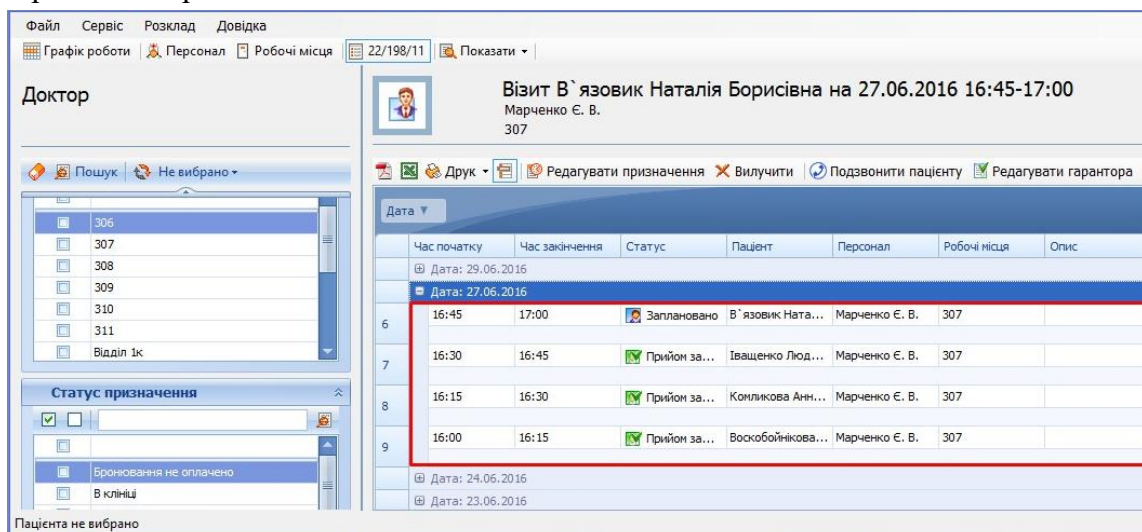 Файл Сервіс Розклад Довідка
Графік роботи Персонал Робочі місця 22/198/11 Показати
Доктор
Візит В`язовик Наталія Борисівна на 27.06.2016 16:45-17:00
Марченко Є. В.
307
Пошук Не вибрано
Друк Редагувати призначення Вилучити Подзвонити пацієнту Редагувати гарантора
306
307
308
309
310
311
Відділ 1к
Статус призначення
Бронювання не оплачено
В клініці
Дата
Час початку Час закінчення Статус Пацієнт Персонал Робочі місця Опис
Дата: 29.06.2016
Дата: 27.06.2016
6 16:45 17:00 Заплановано В`язовик Ната... Марченко Є. В. 307
7 16:30 16:45 Прийом за... Іващенко Люд... Марченко Є. В. 307
8 16:15 16:30 Прийом за... Комликова Анн... Марченко Є. В. 307
9 16:00 16:15 Прийом за... Воскобойнікова... Марченко Є. В. 307
Дата: 24.06.2016
Дата: 23.06.2016
Пацієнта не вибрано